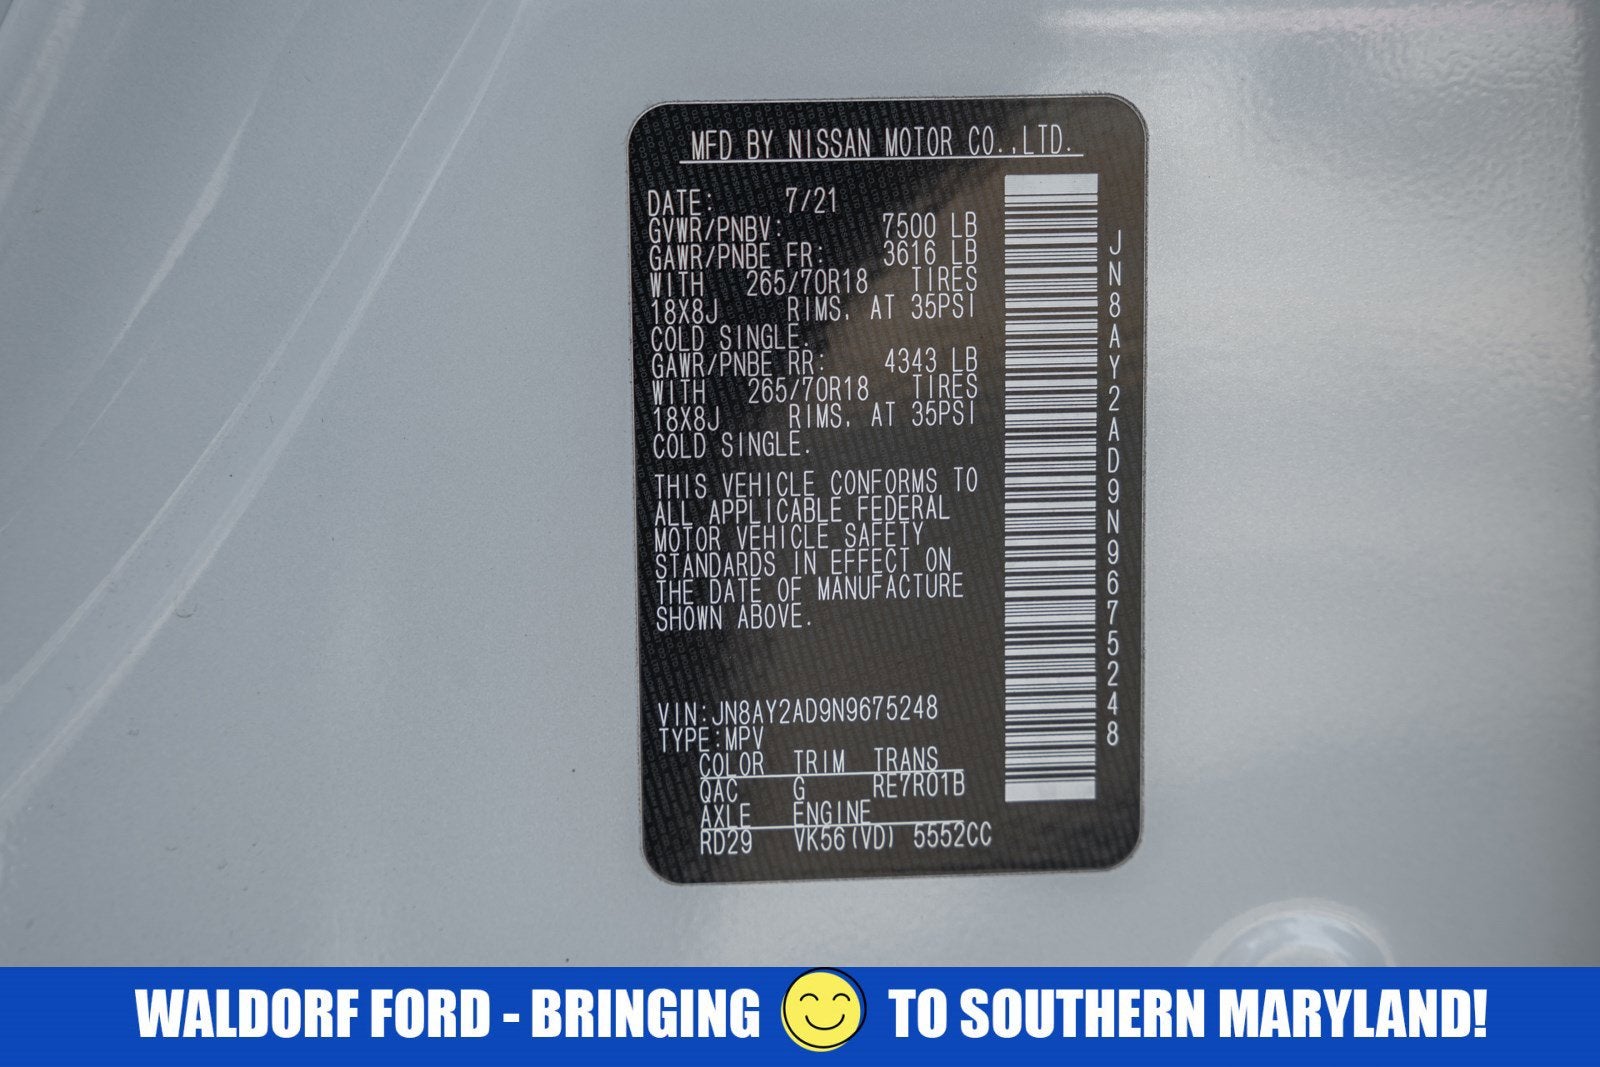 MFD BY NISSAN MOTOR CO.,LTD.
DATE: 7/21
GVWR/PNBV: 7500 LB
GAWR/PNBE FR: 3616 LB
WITH 265/70R18 TIRES
18X8J RIMS, AT 35PSI
COLD SINGLE.
GAWR/PNBE RR: 4343 LB
WITH 265/70R18 TIRES
18X8J RIMS, AT 35PSI
COLD SINGLE.
THIS VEHICLE CONFORMS TO
ALL APPLICABLE FEDERAL
MOTOR VEHICLE SAFETY
STANDARDS IN EFFECT ON
THE DATE OF MANUFACTURE
SHOWN ABOVE.
VIN:JN8AY2AD9N9675248
TYPE:MPV
COLOR TRIM TRANS
QAC G RE7R01B
AXLE ENGINE
RD29 VK56(VD) 5552CC
JN8AY2AD9N9675248
WALDORF FORD - BRINGING TO SOUTHERN MARYLAND!